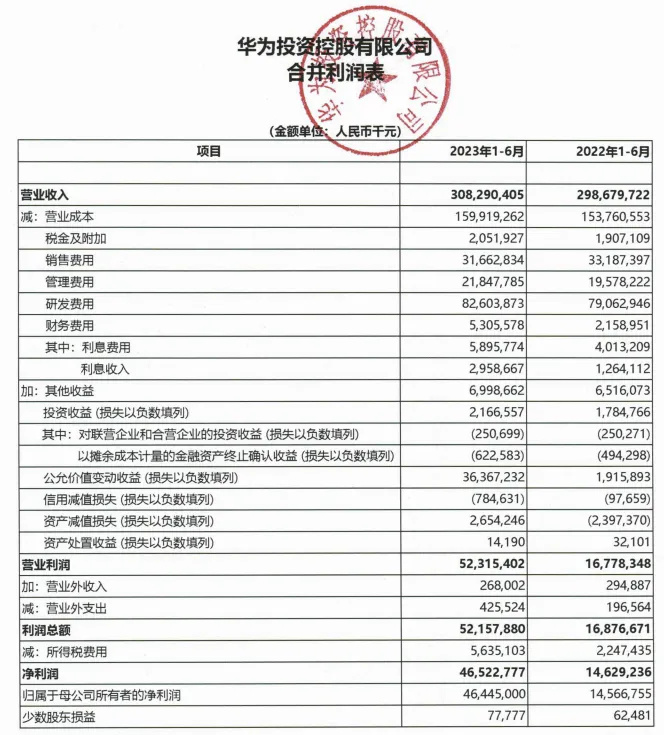 华为投资控股有限公司
合并利润表
华为投资控股有限公司
(金额单位：人民币千元)
项目 2023年1-6月 2022年1-6月
营业收入 308,290,405 298,679,722
减：营业成本 159,919,262 153,760,553
税金及附加 2,051,927 1,907,109
销售费用 31,662,834 33,187,397
管理费用 21,847,785 19,578,222
研发费用 82,603,873 79,062,946
财务费用 5,305,578 2,158,951
其中：利息费用 5,895,774 4,013,209
利息收入 2,958,667 1,264,112
加：其他收益 6,998,662 6,516,073
投资收益 (损失以负数填列) 2,166,557 1,784,766
其中：对联营企业和合营企业的投资收益 (损失以负数填列) (250,699) (250,271)
以摊余成本计量的金融资产终止确认收益 (损失以负数填列) (622,583) (494,298)
公允价值变动收益 (损失以负数填列) 36,367,232 1,915,893
信用减值损失 (损失以负数填列) (784,631) (97,659)
资产减值损失 (损失以负数填列) 2,654,246 (2,397,370)
资产处置收益 (损失以负数填列) 14,190 32,101
营业利润 52,315,402 16,778,348
加：营业外收入 268,002 294,887
减：营业外支出 425,524 196,564
利润总额 52,157,880 16,876,671
减：所得税费用 5,635,103 2,247,435
净利润 46,522,777 14,629,236
归属于母公司所有者的净利润 46,445,000 14,566,755
少数股东损益 77,777 62,481